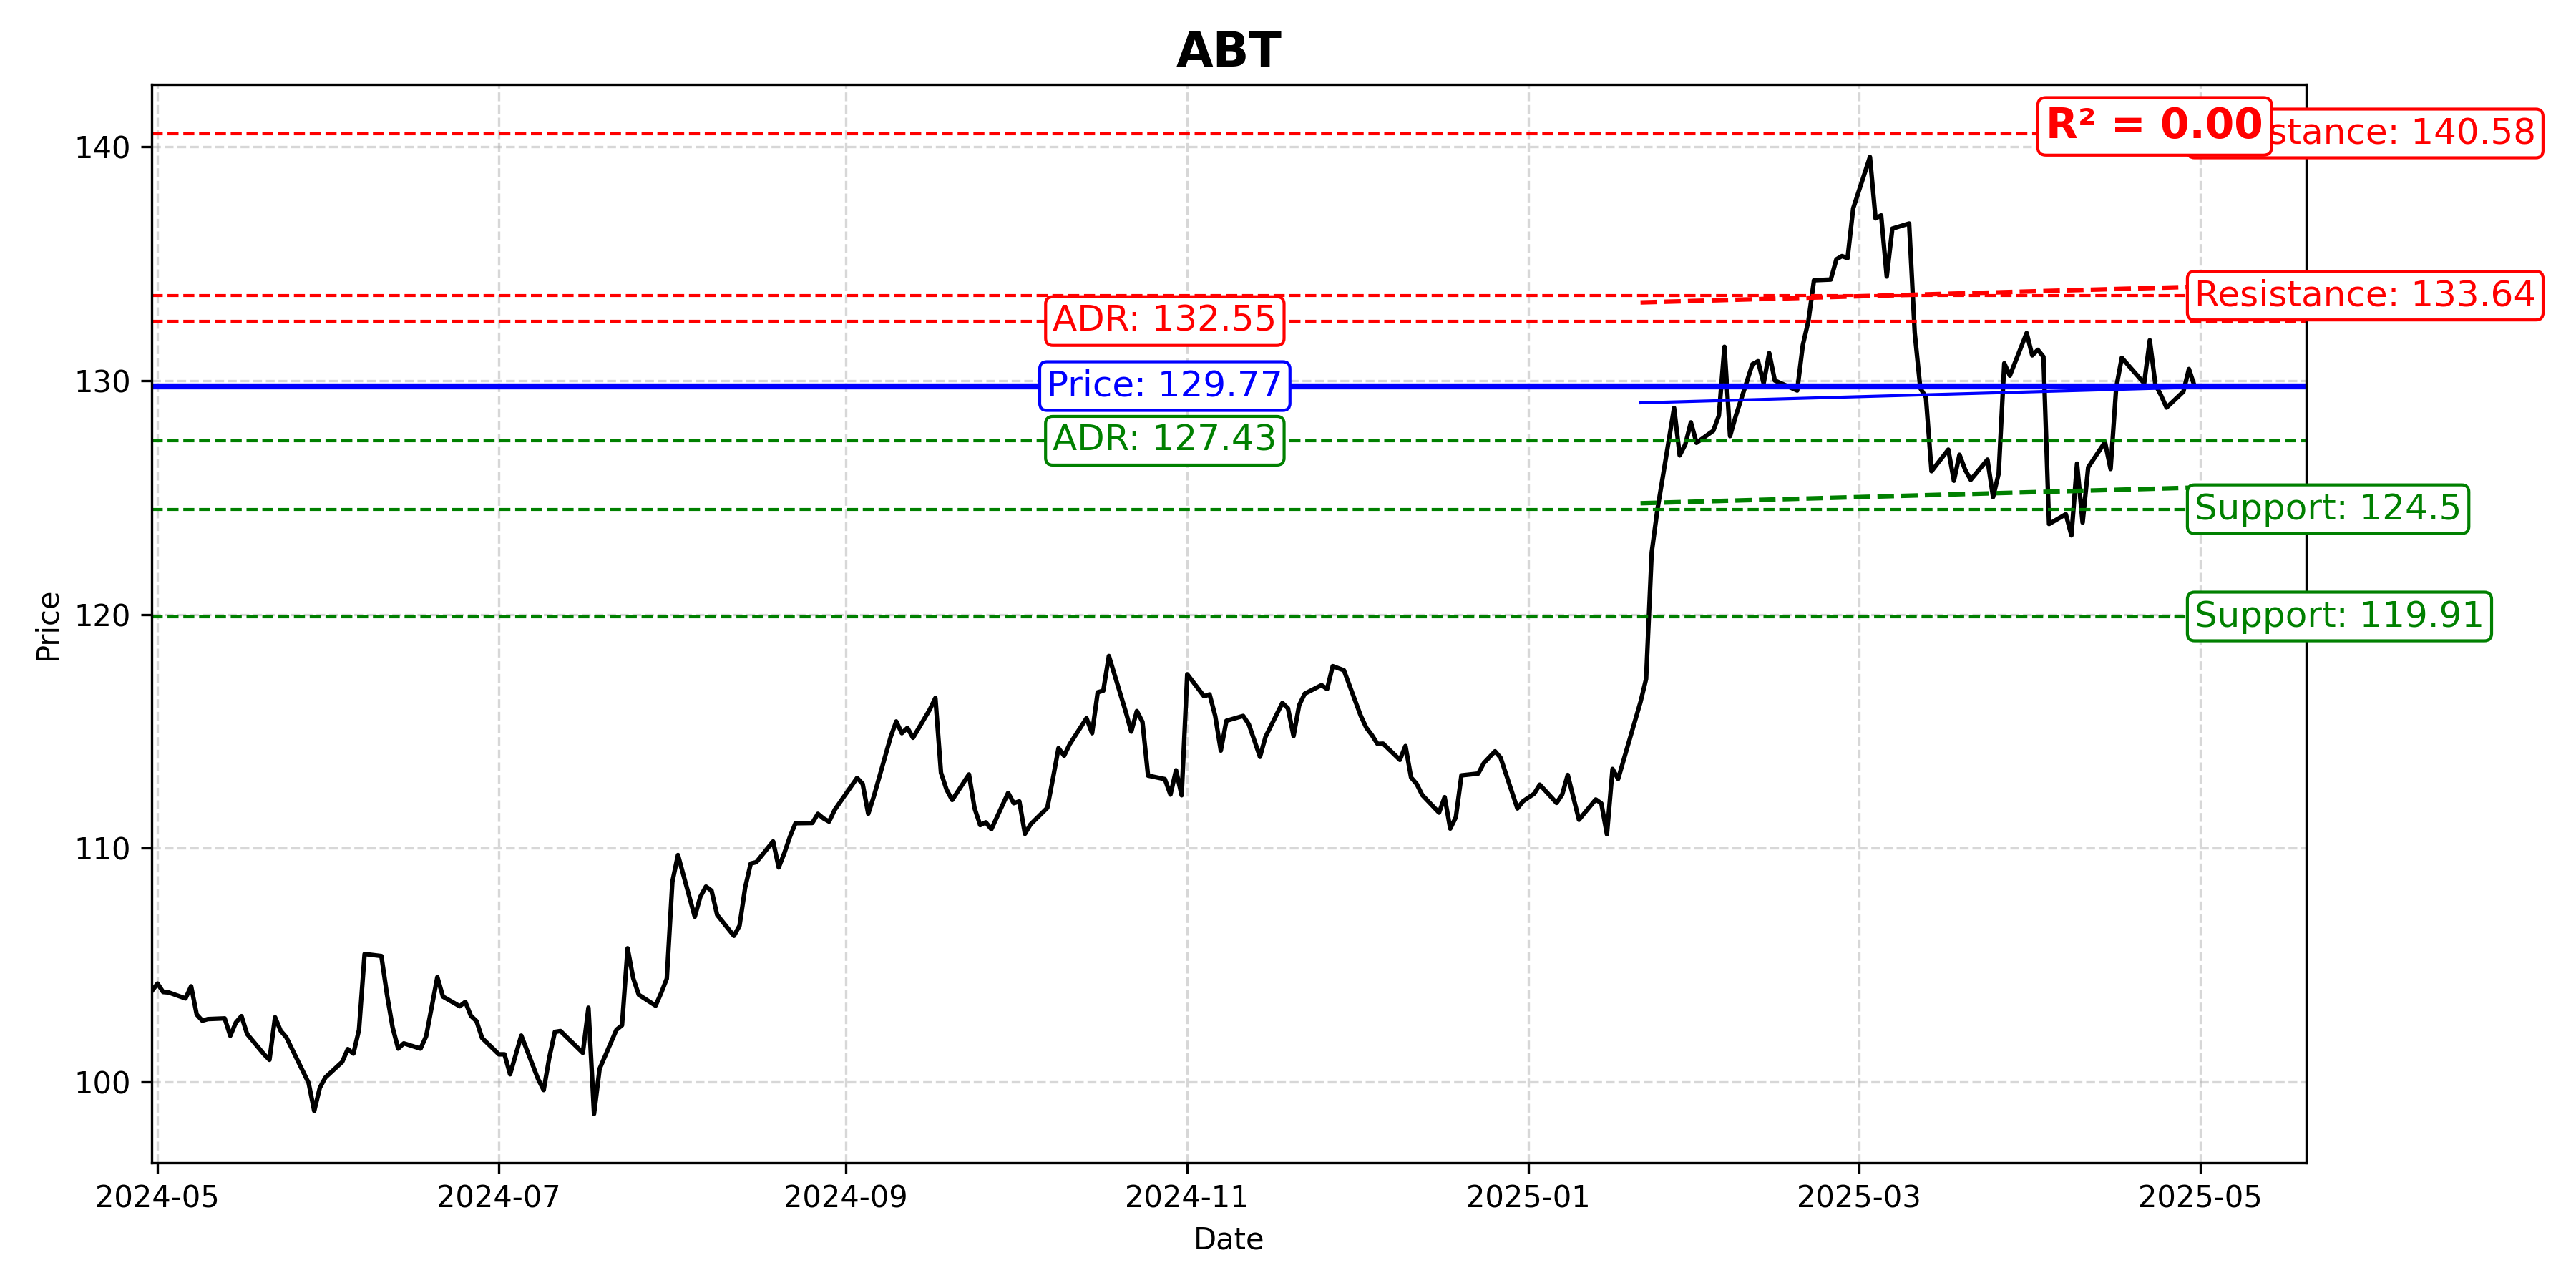 ABT
R² = 0.00
stance: 140.58
140
Resistance: 133.64
ADR: 132.55
130
Price: 129.77
ADR: 127.43
Support: 124.5
120
Support: 119.91
110
100
Price
2024-05 2024-07 2024-09 2024-11 2025-01 2025-03 2025-05
Date